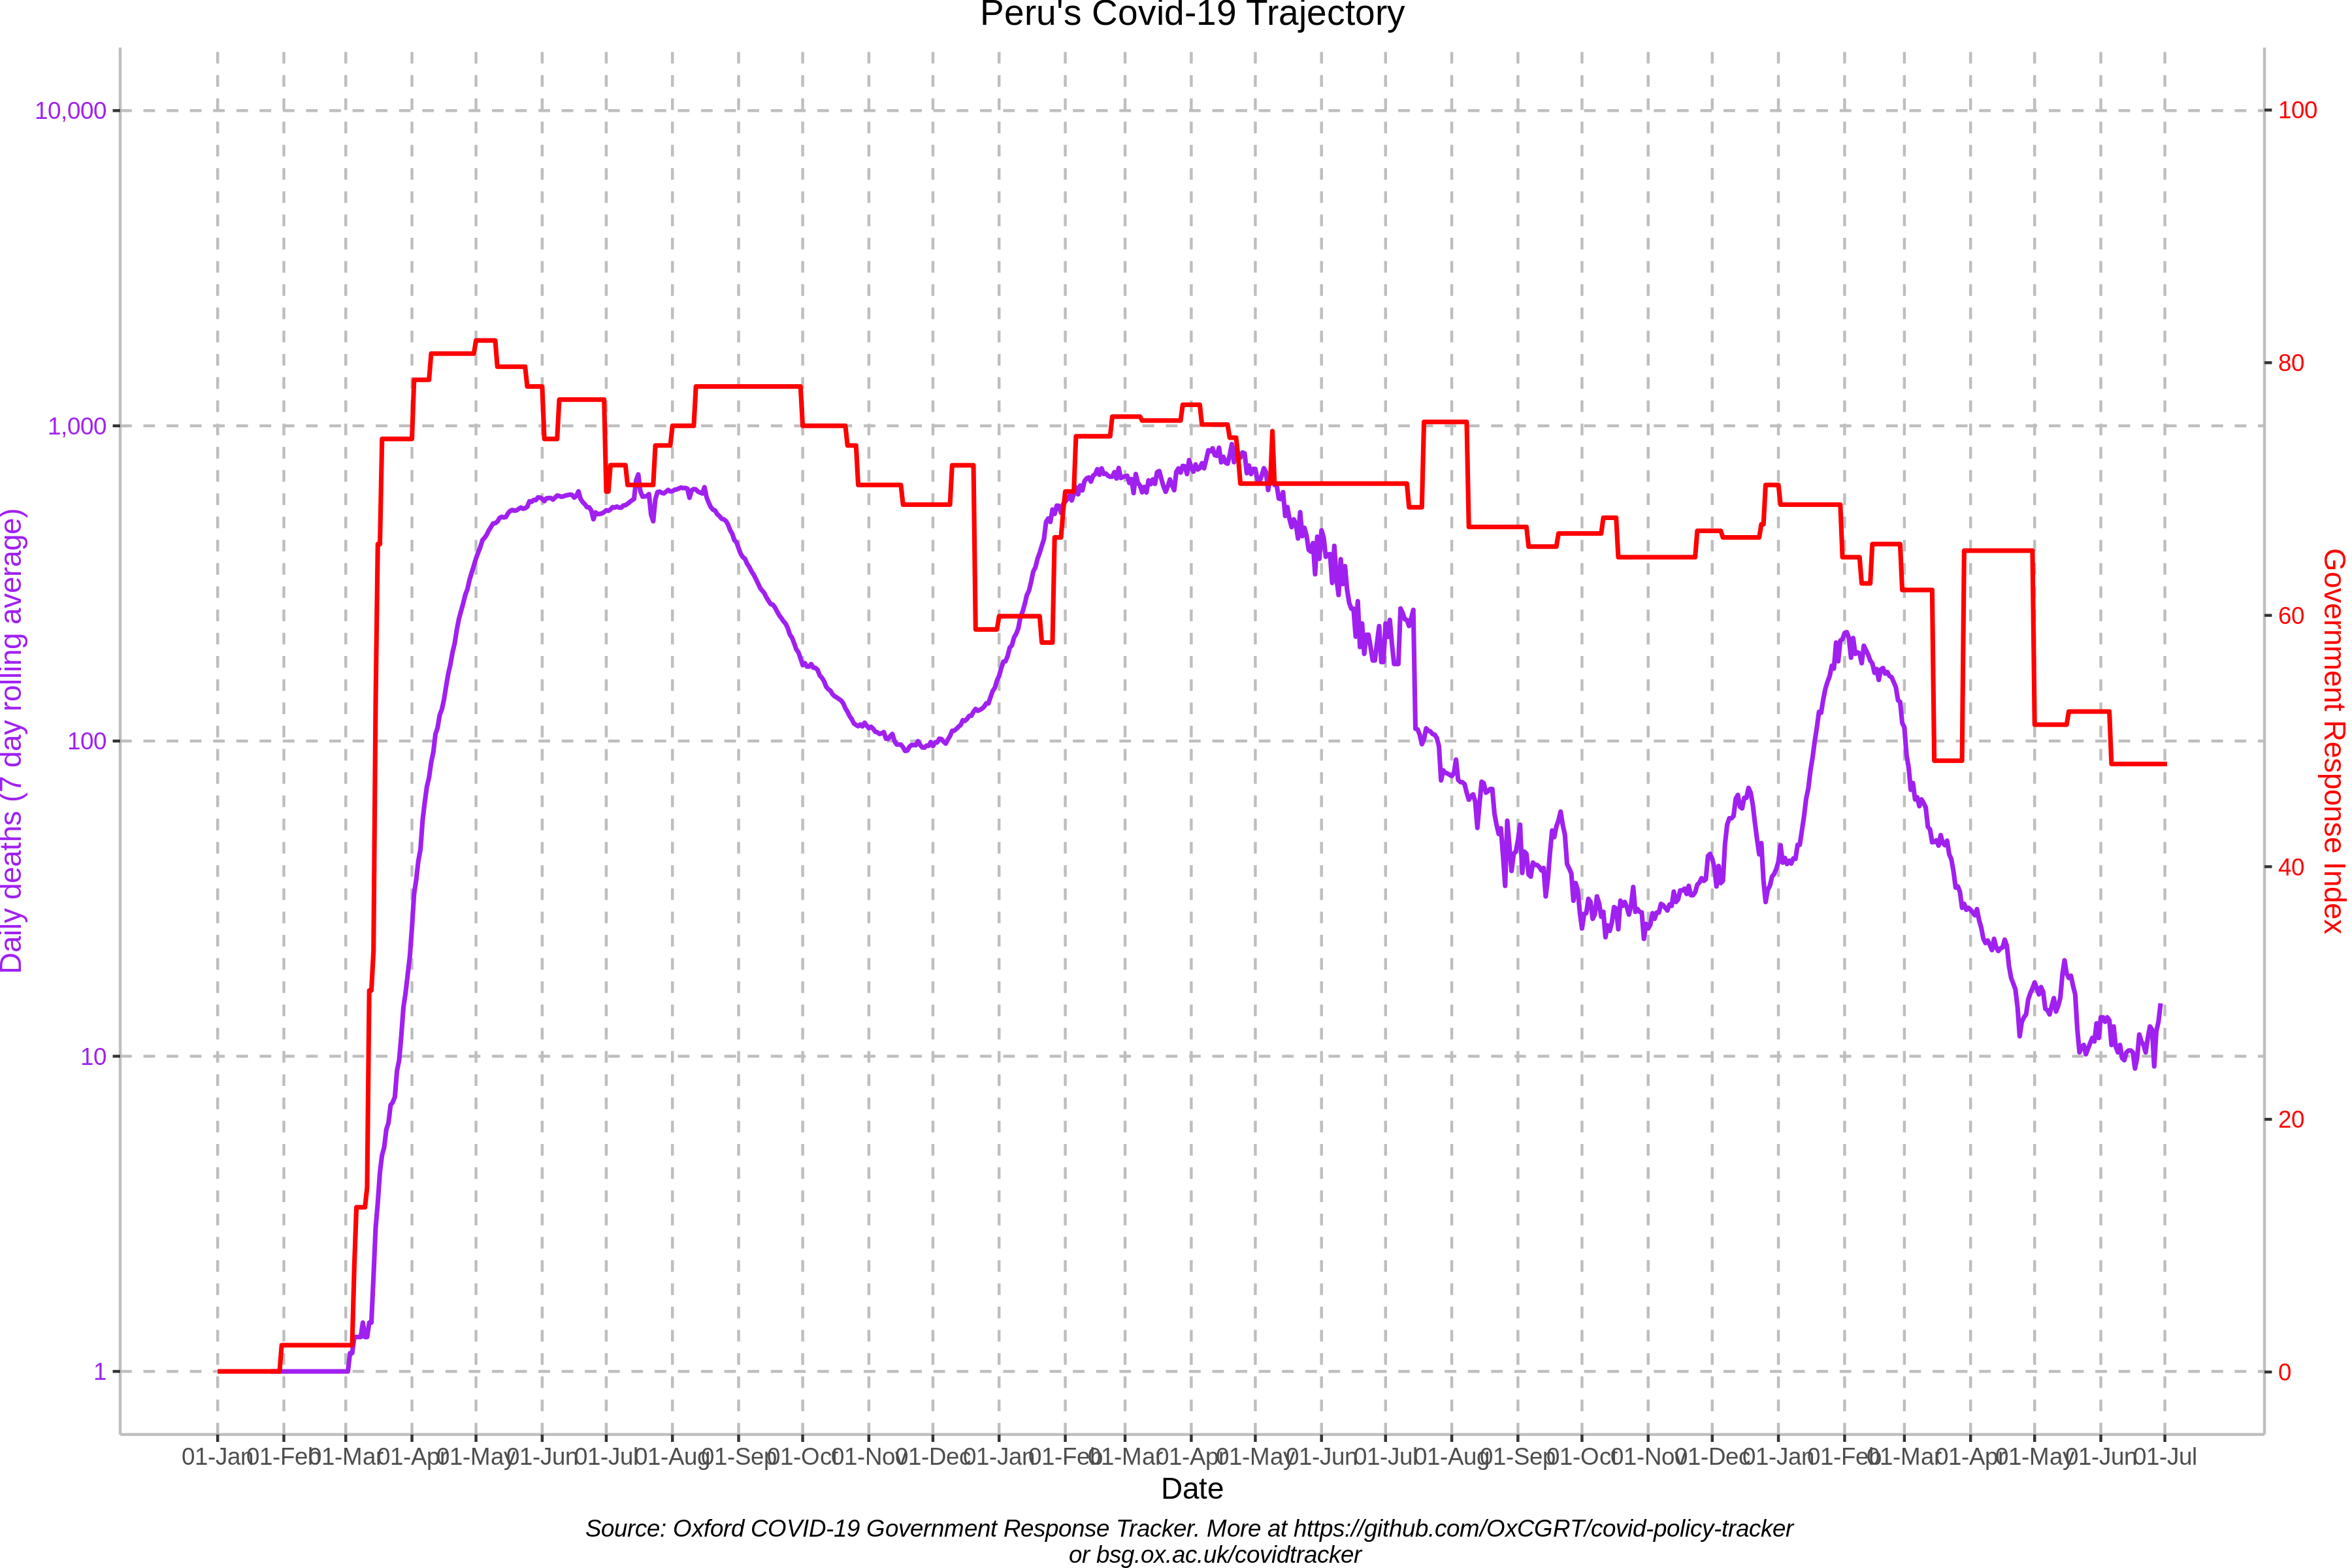 Peru's Covid-19 Trajectory
10,000
1,000
100
10
1
Daily deaths (7 day rolling average)
100
80
60
40
20
0
Government Response Index
01-Jan 01-Feb 01-Mar 01-Apr 01-May 01-Jun 01-Jul 01-Aug 01-Sep 01-Oct 01-Nov 01-Dec 01-Jan 01-Feb 01-Mar 01-Apr 01-May 01-Jun 01-Jul 01-Aug 01-Sep 01-Oct 01-Nov 01-Dec 01-Jan 01-Feb 01-Mar 01-Apr 01-May 01-Jun 01-Jul
Date
Source: Oxford COVID-19 Government Response Tracker. More at https://github.com/OxCGRT/covid-policy-tracker
or bsg.ox.ac.uk/covidtracker